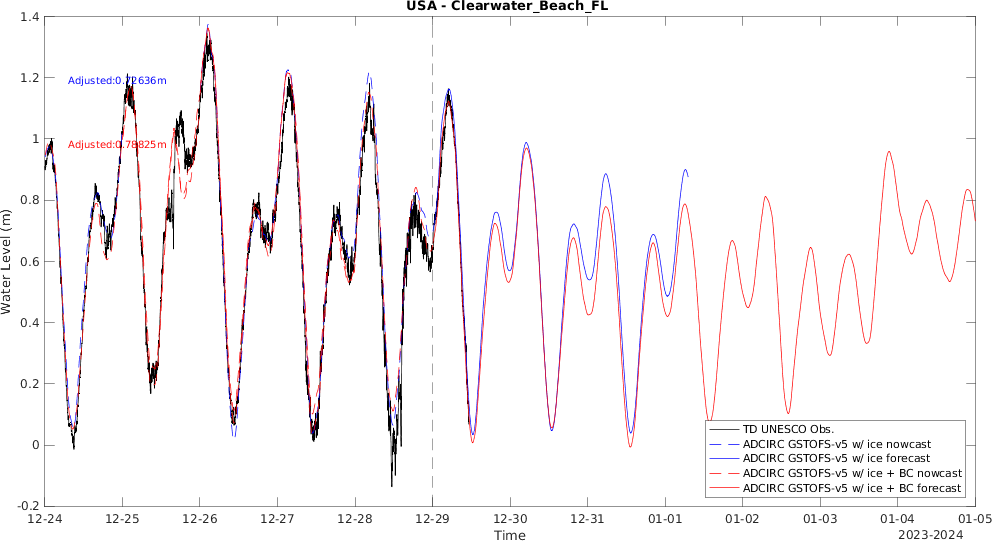 USA - Clearwater_Beach_FL
1.4
1.2
1
0.8
0.6
0.4
0.2
0
-0.2
Water Level (m)
Adjusted:0.72636m
Adjusted:0.78825m
TD UNESCO Obs.
ADCIRC GSTOFS-v5 w/ ice nowcast
ADCIRC GSTOFS-v5 w/ ice forecast
ADCIRC GSTOFS-v5 w/ ice + BC nowcast
ADCIRC GSTOFS-v5 w/ ice + BC forecast
12-24 12-25 12-26 12-27 12-28 12-29 12-30 12-31 01-01 01-02 01-03 01-04 01-05
Time
2023-2024